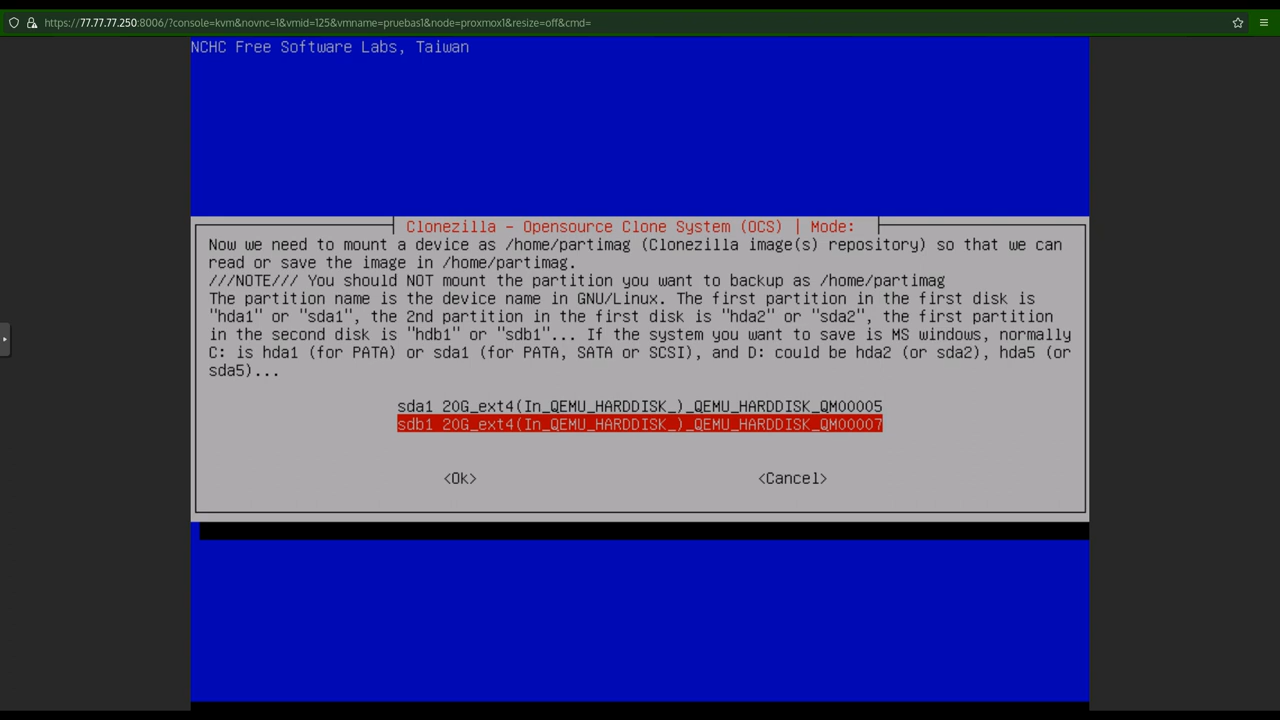 https://77.77.77.250:8006/?console=kvm&novnc=1&vmid=125&vmname=pruebas1&node=proxmox1&resize=off&cmd=
NCHC Free Software Labs, Taiwan
Clonezilla - Opensource Clone System (OCS) | Mode:
Now we need to mount a device as /home/partimag (Clonezilla image(s) repository) so that we can
read or save the image in /home/partimag.
///NOTE/// You should NOT mount the partition you want to backup as /home/partimag
The partition name is the device name in GNU/Linux. The first partition in the first disk is
"hda1" or "sda1", the 2nd partition in the first disk is "hda2" or "sda2", the first partition
in the second disk is "hdb1" or "sdb1"... If the system you want to save is MS windows, normally
C: is hda1 (for PATA) or sda1 (for PATA, SATA or SCSI), and D: could be hda2 (or sda2), hda5 (or
sda5)...
sda1 20G_ext4(In_QEMU_HARDDISK_)_QEMU_HARDDISK_QM00005
sdb1 20G_ext4(In_QEMU_HARDDISK_)_QEMU_HARDDISK_QM00007
<Ok> <Cancel>